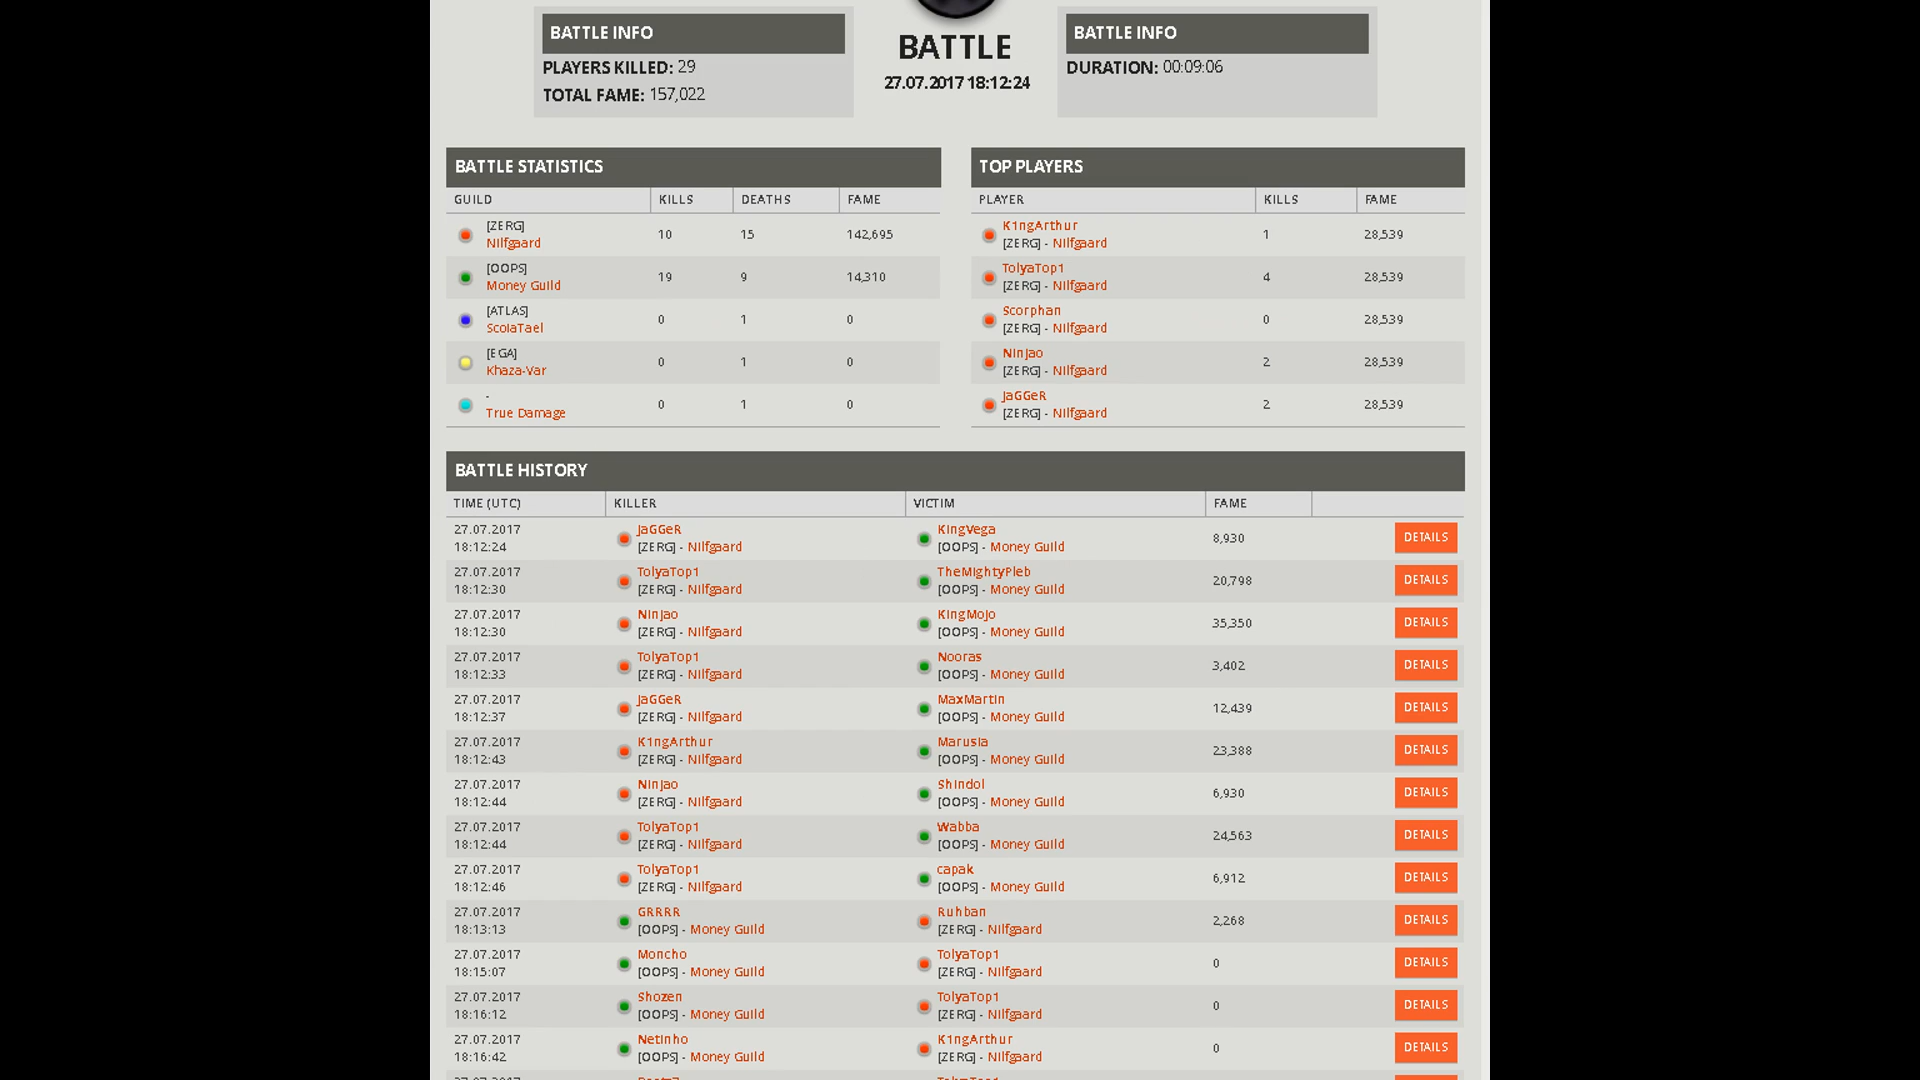 BATTLE INFO
PLAYERS KILLED: 29
TOTAL FAME: 157,022
BATTLE
27.07.2017 18:12:24
BATTLE INFO
DURATION: 00:09:06
BATTLE STATISTICS
GUILD KILLS DEATHS FAME
[ZERG]
Nilfgaard 10 15 142,695
[OOPS]
Money Guild 19 9 14,310
[ATLAS]
ScoiaTael 0 1 0
[EGA]
Khaza-Var 0 1 0
-
True Damage 0 1 0
TOP PLAYERS
PLAYER KILLS FAME
K1ngArthur
[ZERG] - Nilfgaard 1 28,539
TolyaTop1
[ZERG] - Nilfgaard 4 28,539
Scorphan
[ZERG] - Nilfgaard 0 28,539
Ninjao
[ZERG] - Nilfgaard 2 28,539
JaGGeR
[ZERG] - Nilfgaard 2 28,539
BATTLE HISTORY
TIME (UTC) KILLER VICTIM FAME
27.07.2017 JaGGeR KingVega
18:12:24 [ZERG] - Nilfgaard [OOPS] - Money Guild 8,930 DETAILS
27.07.2017 TolyaTop1 TheMightyPleb
18:12:30 [ZERG] - Nilfgaard [OOPS] - Money Guild 20,798 DETAILS
27.07.2017 Ninjao KingMojo
18:12:30 [ZERG] - Nilfgaard [OOPS] - Money Guild 35,350 DETAILS
27.07.2017 TolyaTop1 Nooras
18:12:33 [ZERG] - Nilfgaard [OOPS] - Money Guild 3,402 DETAILS
27.07.2017 JaGGeR MaxMartin
18:12:37 [ZERG] - Nilfgaard [OOPS] - Money Guild 12,439 DETAILS
27.07.2017 K1ngArthur Marusia
18:12:43 [ZERG] - Nilfgaard [OOPS] - Money Guild 23,388 DETAILS
27.07.2017 Ninjao Shindol
18:12:44 [ZERG] - Nilfgaard [OOPS] - Money Guild 6,930 DETAILS
27.07.2017 TolyaTop1 Wabba
18:12:44 [ZERG] - Nilfgaard [OOPS] - Money Guild 24,563 DETAILS
27.07.2017 TolyaTop1 capak
18:12:46 [ZERG] - Nilfgaard [OOPS] - Money Guild 6,912 DETAILS
27.07.2017 GRRRR Ruhban
18:13:13 [OOPS] - Money Guild [ZERG] - Nilfgaard 2,268 DETAILS
27.07.2017 Moncho TolyaTop1
18:15:07 [OOPS] - Money Guild [ZERG] - Nilfgaard 0 DETAILS
27.07.2017 Shozen TolyaTop1
18:16:12 [OOPS] - Money Guild [ZERG] - Nilfgaard 0 DETAILS
27.07.2017 Netinho K1ngArthur
18:16:42 [OOPS] - Money Guild [ZERG] - Nilfgaard 0 DETAILS